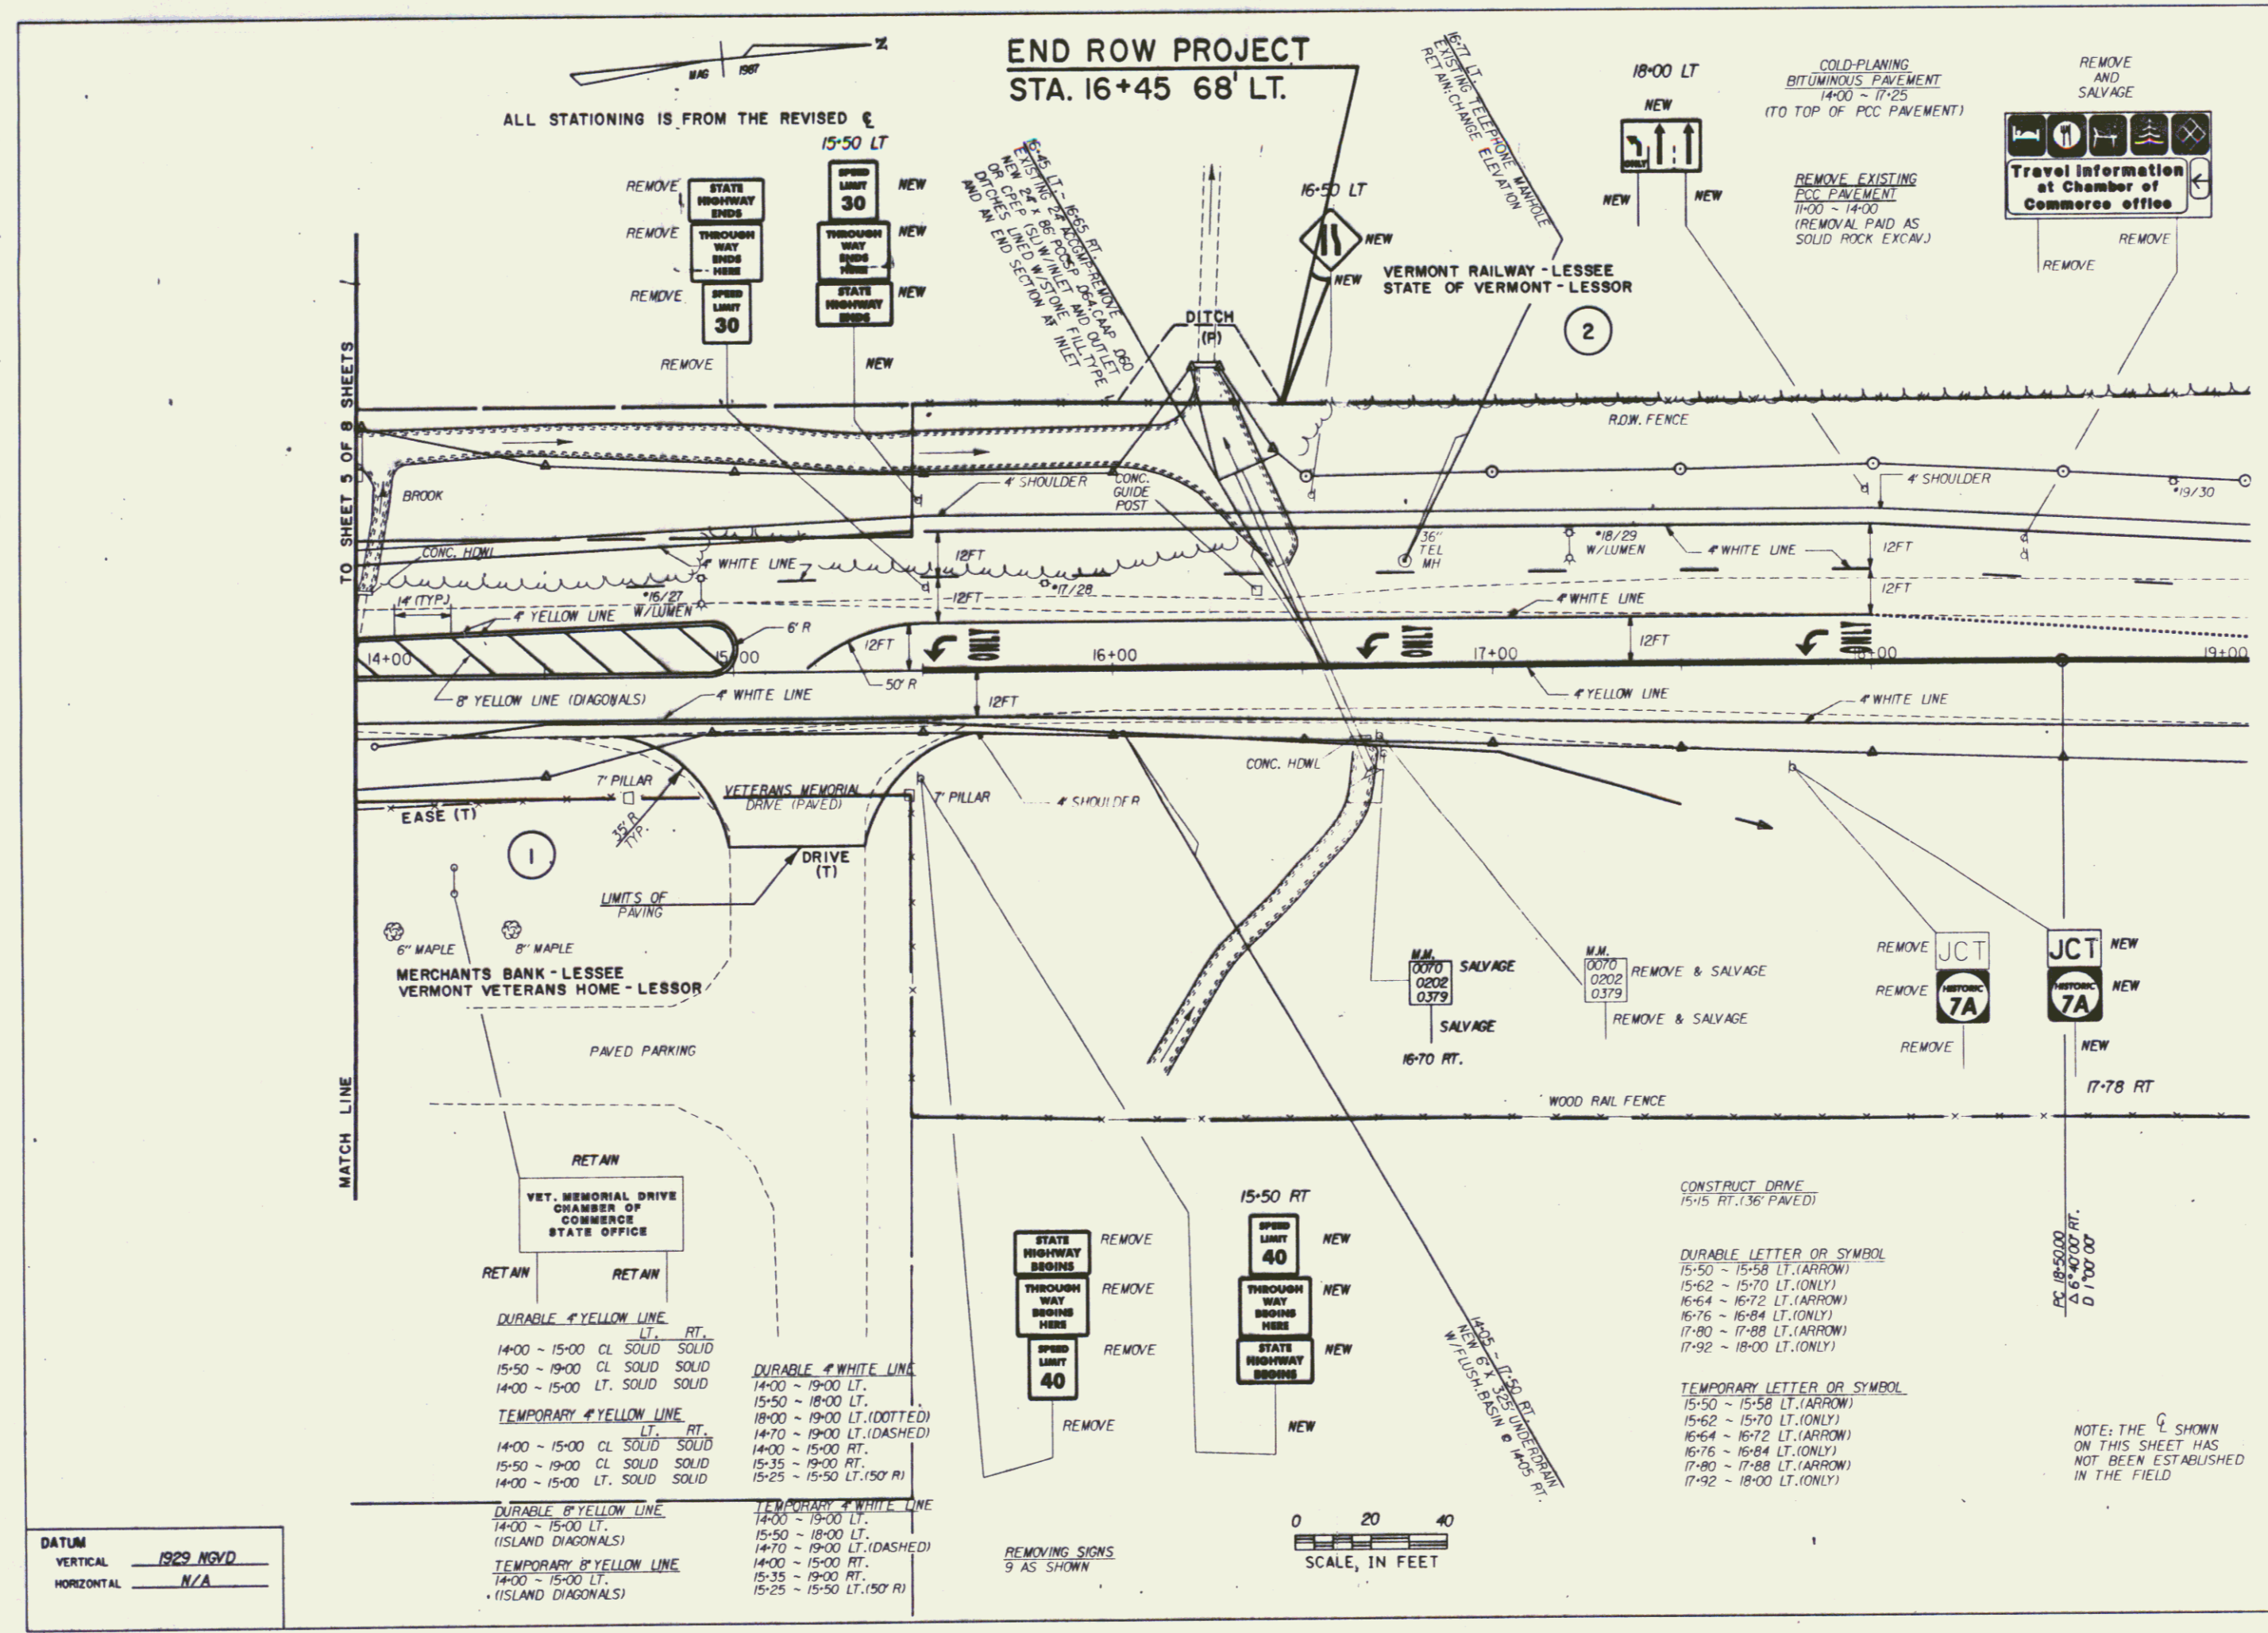 MAG 1987
N
ALL STATIONING IS FROM THE REVISED ℄
END ROW PROJECT
STA. 16+45 68' LT.
15+50 LT
REMOVE
STATE
HIGHWAY
ENDS
REMOVE
THROUGH
WAY
ENDS
HERE
REMOVE
SPEED
LIMIT
30
REMOVE
SPEED
LIMIT
30
NEW
THROUGH
WAY
ENDS
HERE
NEW
STATE
HIGHWAY
ENDS
NEW
NEW
16+45 LT. - 16+65 RT.
EXISTING 24" ACCGMP-REMOVE
NEW 24" X 86' PCCSP .064, CAAP .060
OR CPEP (SL) W/INLET AND OUTLET
DITCHES LINED W/STONE FILL, TYPE
AND AN END SECTION AT INLET
16+50 LT
NEW
NEW
16+77 LT.
EXISTING TELEPHONE MANHOLE
RETAIN: CHANGE ELEVATION
18+00 LT
NEW
ONLY
NEW
NEW
COLD-PLANING
BITUMINOUS PAVEMENT
14+00 ~ 17+25
(TO TOP OF PCC PAVEMENT)
REMOVE EXISTING
PCC PAVEMENT
11+00 ~ 14+00
(REMOVAL PAID AS
SOLID ROCK EXCAV.)
REMOVE
AND
SALVAGE
Travel Information
at Chamber of
Commerce office
REMOVE
REMOVE
VERMONT RAILWAY - LESSEE
STATE OF VERMONT - LESSOR
2
DITCH
(P)
R.O.W. FENCE
TO SHEET 5 OF 8 SHEETS
MATCH LINE
BROOK
4' SHOULDER
CONC.
GUIDE
POST
4' SHOULDER
#19/30
CONC. HDWL
4" WHITE LINE
12FT
36"
TEL
MH
#18/29
W/LUMEN
4" WHITE LINE
12FT
14' (TYP.)
#16/27
W/LUMEN
#17/28
12FT
12FT
4" YELLOW LINE
4" WHITE LINE
6' R
12FT
ONLY
ONLY
12FT
ONLY
14+00
15+00
16+00
17+00
18+00
19+00
8" YELLOW LINE (DIAGONALS)
4" WHITE LINE
50' R
12FT
4" YELLOW LINE
4" WHITE LINE
7' PILLAR
VETERANS MEMORIAL
DRIVE (PAVED)
7' PILLAR
4' SHOULDER
CONC. HDWL
EASE (T)
35' R
TYP.
1
DRIVE
(T)
LIMITS OF
PAVING
6" MAPLE
8" MAPLE
MERCHANTS BANK - LESSEE
VERMONT VETERANS HOME - LESSOR
PAVED PARKING
M.M.
0070
0202
0379
SALVAGE
SALVAGE
16+70 RT.
M.M.
0070
0202
0379
REMOVE & SALVAGE
REMOVE & SALVAGE
REMOVE
JCT
REMOVE
HISTORIC
7A
REMOVE
JCT
NEW
HISTORIC
7A
NEW
NEW
17+78 RT
WOOD RAIL FENCE
RETAIN
VET. MEMORIAL DRIVE
CHAMBER OF
COMMERCE
STATE OFFICE
RETAIN
RETAIN
STATE
HIGHWAY
BEGINS
REMOVE
THROUGH
WAY
BEGINS
HERE
REMOVE
SPEED
LIMIT
40
REMOVE
REMOVE
15+50 RT
SPEED
LIMIT
40
NEW
THROUGH
WAY
BEGINS
HERE
NEW
STATE
HIGHWAY
BEGINS
NEW
NEW
14+05 ~ 17+50 RT.
NEW 6" X 325' UNDERDRAIN
W/FLUSH. BASIN @ 14+05 RT.
CONSTRUCT DRIVE
15+15 RT. (36' PAVED)
PC 18+50.00
Δ 6°40'00" RT.
D 1°00'00"
DURABLE LETTER OR SYMBOL
15+50 ~ 15+58 LT. (ARROW)
15+62 ~ 15+70 LT. (ONLY)
16+64 ~ 16+72 LT. (ARROW)
16+76 ~ 16+84 LT. (ONLY)
17+80 ~ 17+88 LT. (ARROW)
17+92 ~ 18+00 LT. (ONLY)
TEMPORARY LETTER OR SYMBOL
15+50 ~ 15+58 LT. (ARROW)
15+62 ~ 15+70 LT. (ONLY)
16+64 ~ 16+72 LT. (ARROW)
16+76 ~ 16+84 LT. (ONLY)
17+80 ~ 17+88 LT. (ARROW)
17+92 ~ 18+00 LT. (ONLY)
NOTE: THE ℄ SHOWN
ON THIS SHEET HAS
NOT BEEN ESTABLISHED
IN THE FIELD
DURABLE 4" YELLOW LINE
LT. RT.
14+00 ~ 15+00 CL SOLID SOLID
15+50 ~ 19+00 CL SOLID SOLID
14+00 ~ 15+00 LT. SOLID SOLID
TEMPORARY 4" YELLOW LINE
LT. RT.
14+00 ~ 15+00 CL SOLID SOLID
15+50 ~ 19+00 CL SOLID SOLID
14+00 ~ 15+00 LT. SOLID SOLID
DURABLE 8" YELLOW LINE
14+00 ~ 15+00 LT.
(ISLAND DIAGONALS)
TEMPORARY 8" YELLOW LINE
14+00 ~ 15+00 LT.
(ISLAND DIAGONALS)
DURABLE 4" WHITE LINE
14+00 ~ 19+00 LT.
15+50 ~ 18+00 LT.
18+00 ~ 19+00 LT. (DOTTED)
14+70 ~ 19+00 LT. (DASHED)
14+00 ~ 15+00 RT.
15+35 ~ 19+00 RT.
15+25 ~ 15+50 LT. (50' R)
TEMPORARY 4" WHITE LINE
14+00 ~ 19+00 LT.
15+50 ~ 18+00 LT.
14+70 ~ 19+00 LT. (DASHED)
14+00 ~ 15+00 RT.
15+35 ~ 19+00 RT.
15+25 ~ 15+50 LT. (50' R)
REMOVING SIGNS
9 AS SHOWN
0 20 40
SCALE, IN FEET
DATUM
VERTICAL 1929 NGVD
HORIZONTAL N/A